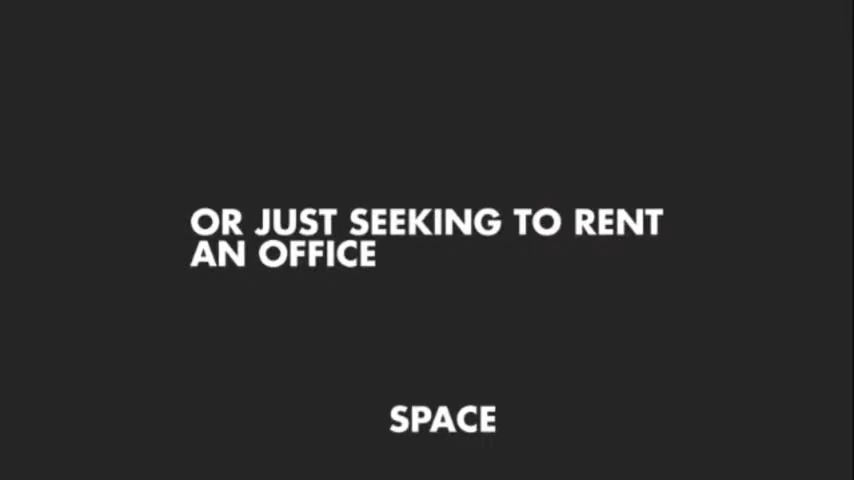 OR JUST SEEKING TO RENT
AN OFFICE
SPACE